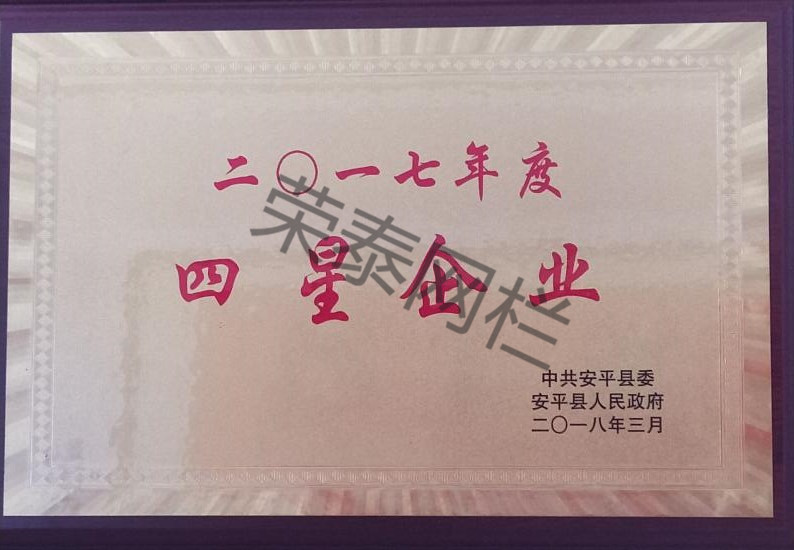 二〇一七年度
四星企业
荣泰网栏
中共安平县委
安平县人民政府
二〇一八年三月